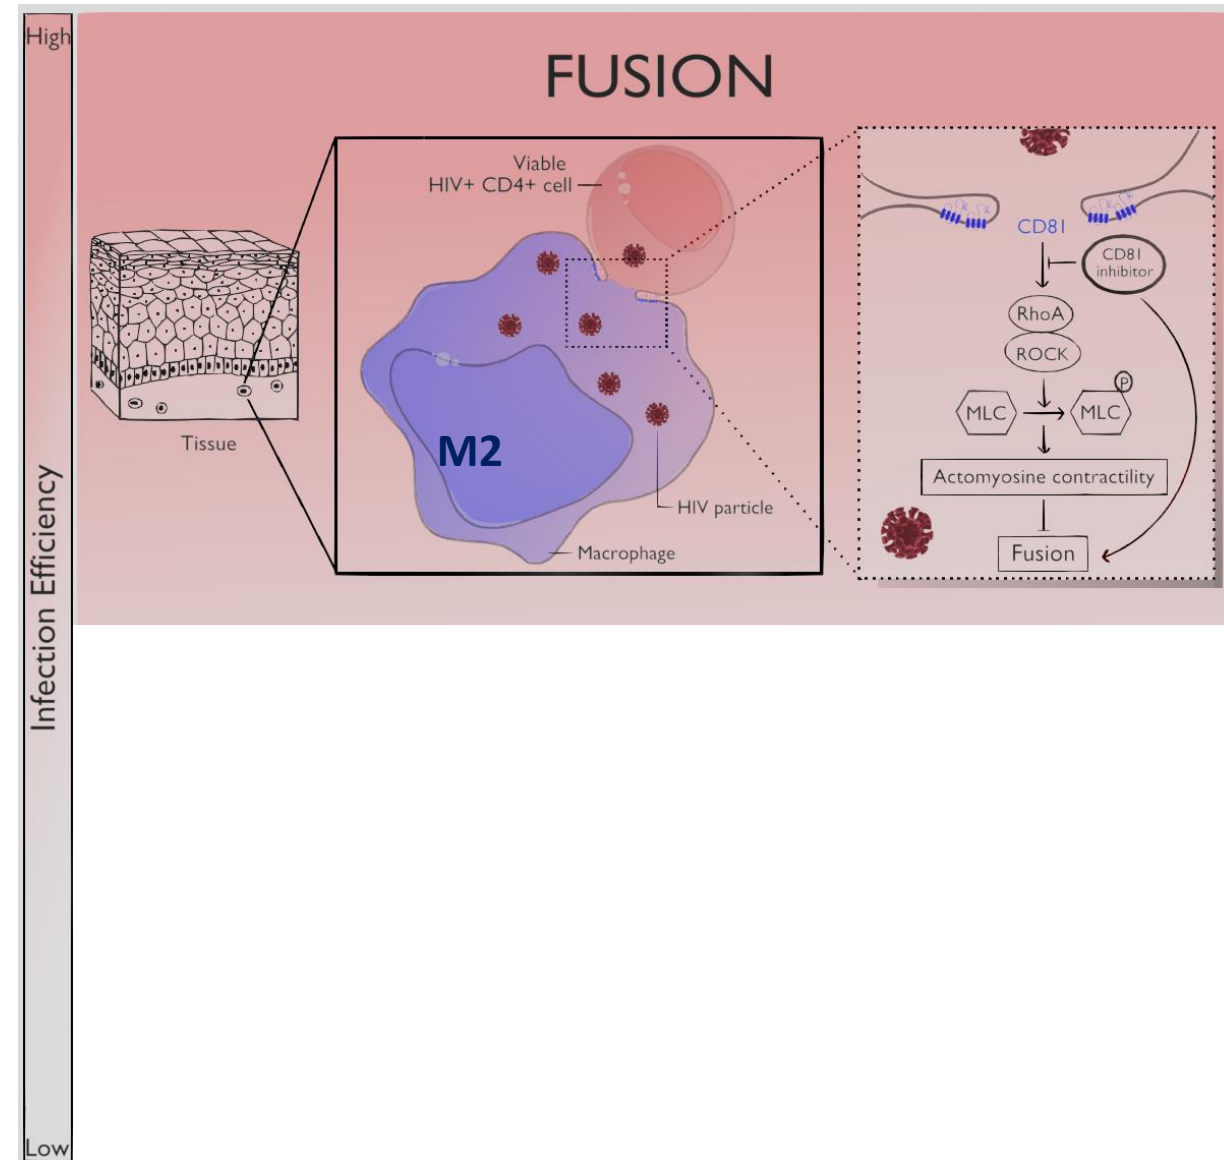 High
Infection Efficiency
Low
FUSION
Tissue
Viable
HIV+ CD4+ cell
M2
HIV particle
Macrophage
CD81
CD81
inhibitor
RhoA
ROCK
MLC
MLC
P
Actomyosine contractility
Fusion